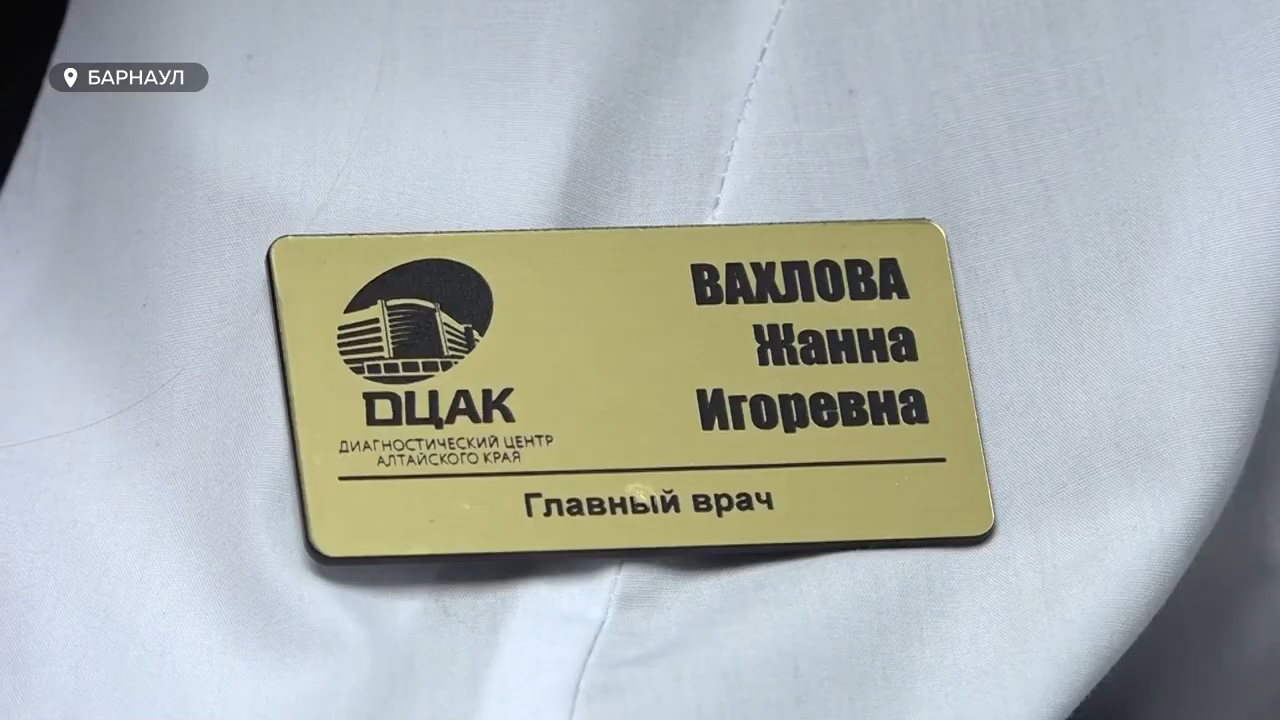 БАРНАУЛ
ВАХЛОВА
Жанна
Игоревна
ДЦАК
ДИАГНОСТИЧЕСКИЙ ЦЕНТР
АЛТАЙСКОГО КРАЯ
Главный врач